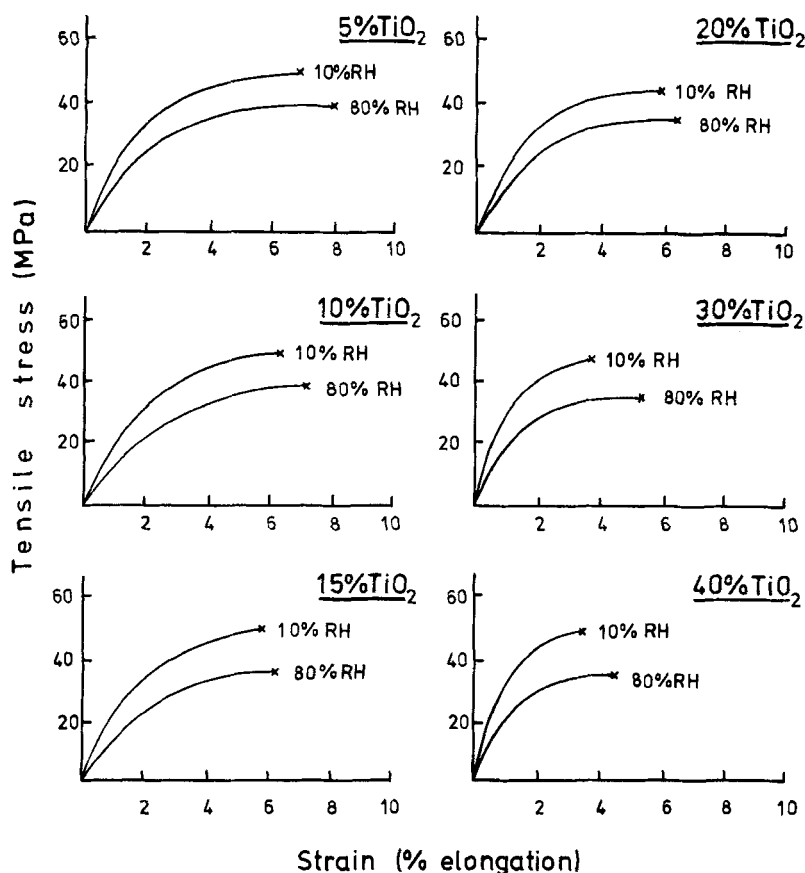 Tensile stress (MPa)
5%TiO2
60
40
20
10%RH
80% RH
2 4 6 8 10
20%TiO2
60
40
20
10% RH
80% RH
2 4 6 8 10
10%TiO2
60
40
20
10% RH
80% RH
2 4 6 8 10
30%TiO2
60
40
20
10% RH
80% RH
2 4 6 8 10
15%TiO2
60
40
20
10% RH
80% RH
2 4 6 8 10
40%TiO2
60
40
20
10% RH
80%RH
2 4 6 8 10
Strain (% elongation)